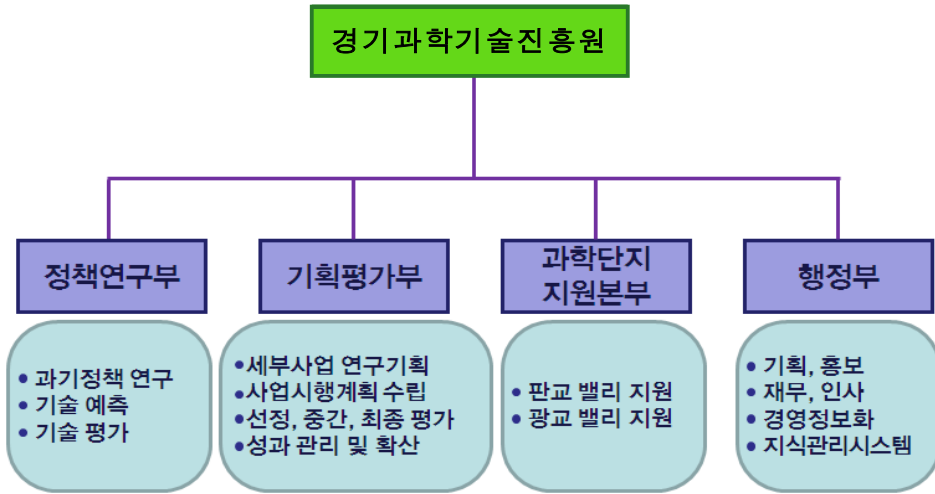 경기과학기술진흥원
정책연구부
• 과기정책 연구
• 기술 예측
• 기술 평가
기획평가부
•세부사업 연구기획
•사업시행계획 수립
•선정, 중간, 최종 평가
•성과 관리 및 확산
과학단지
지원본부
• 판교 밸리 지원
• 광교 밸리 지원
행정부
• 기획, 홍보
• 재무, 인사
• 경영정보화
• 지식관리시스템